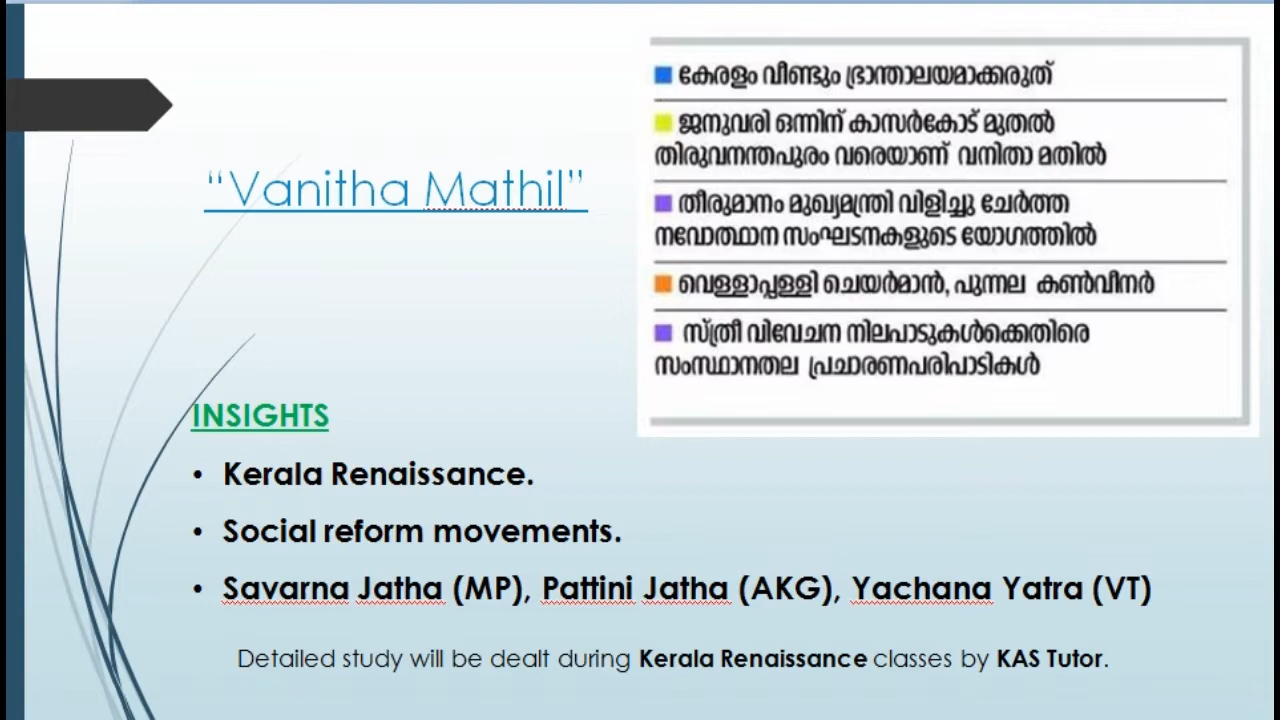 “Vanitha Mathil”
കേരളം വീണ്ടും ഭ്രാന്താലയമാക്കരുത്
ജനുവരി ഒന്നിന് കാസർകോട് മുതൽ
തിരുവനന്തപുരം വരെയാണ് വനിതാ മതിൽ
തീരുമാനം മുഖ്യമന്ത്രി വിളിച്ചു ചേർത്ത
നവോത്ഥാന സംഘടനകളുടെ യോഗത്തിൽ
വെള്ളാപ്പള്ളി ചെയർമാൻ, പുന്നല കൺവീനർ
സ്ത്രീ വിവേചന നിലപാടുകൾക്കെതിരെ
സംസ്ഥാനതല പ്രചാരണപരിപാടികൾ
INSIGHTS
• Kerala Renaissance.
• Social reform movements.
• Savarna Jatha (MP), Pattini Jatha (AKG), Yachana Yatra (VT)
Detailed study will be dealt during Kerala Renaissance classes by KAS Tutor.